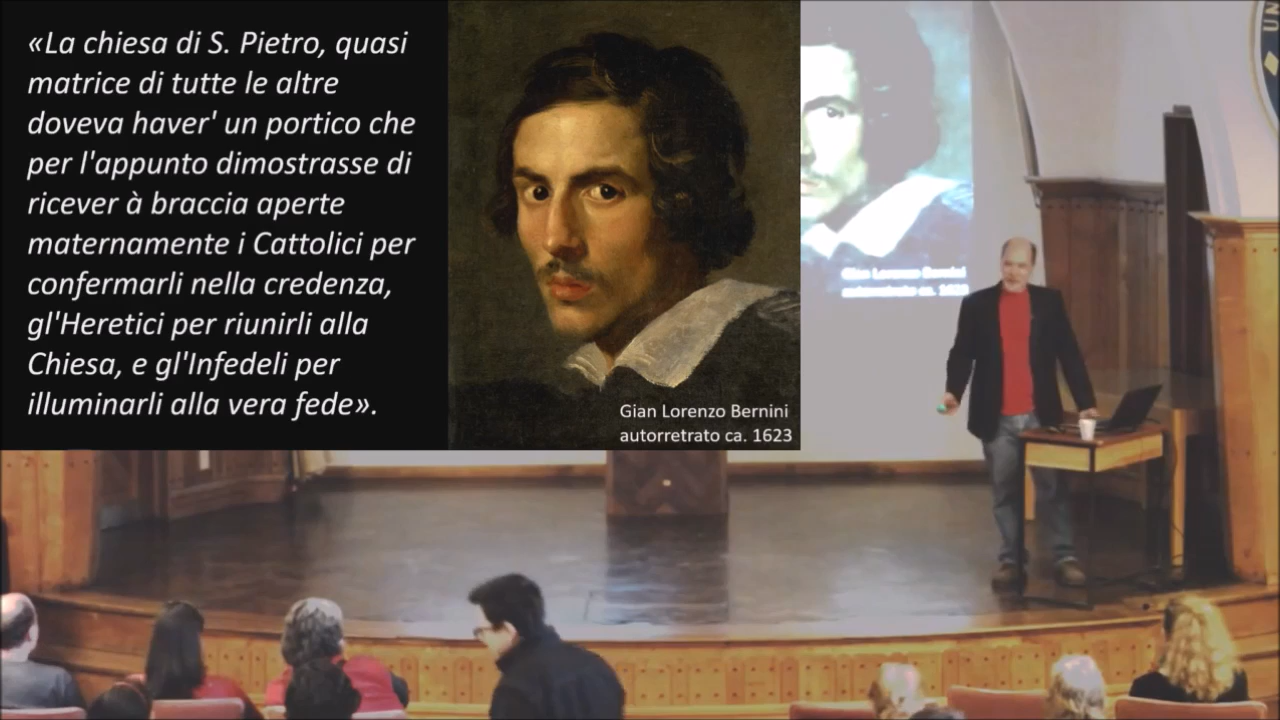 «La chiesa di S. Pietro, quasi
matrice di tutte le altre
doveva haver' un portico che
per l'appunto dimostrasse di
ricever à braccia aperte
maternamente i Cattolici per
confermarli nella credenza,
gl'Heretici per riunirli alla
Chiesa, e gl'Infedeli per
illuminarli alla vera fede».
Gian Lorenzo Bernini
autorretrato ca. 1623
Gian Lorenzo Bernini
autorretrato ca. 1623
UN